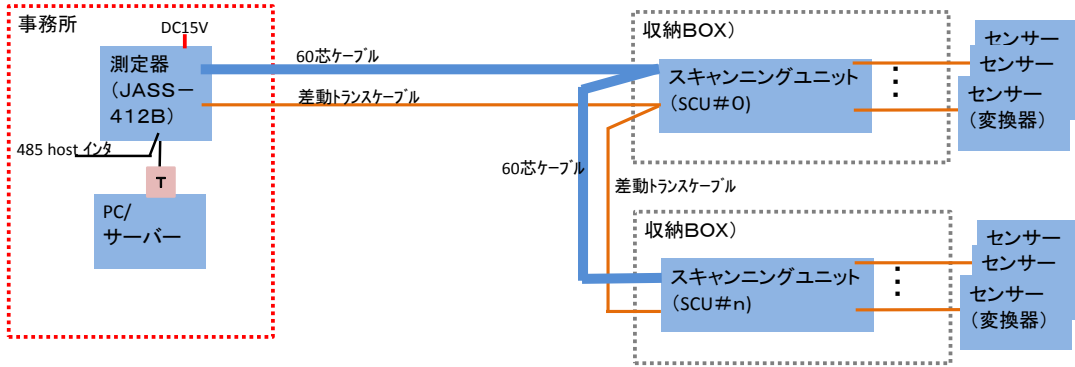 事務所
DC15V
測定器
(JASS－
412B)
485 host ｲﾝﾀ
T
PC/
サーバー
60芯ｹｰﾌﾞﾙ
差動ﾄﾗﾝｽｹｰﾌﾞﾙ
収納BOX)
スキャンニングユニット
(SCU＃0)
センサー
センサー
センサー
(変換器)
60芯ｹｰﾌﾞﾙ
差動ﾄﾗﾝｽｹｰﾌﾞﾙ
収納BOX)
スキャンニングユニット
(SCU＃n)
センサー
センサー
センサー
(変換器)